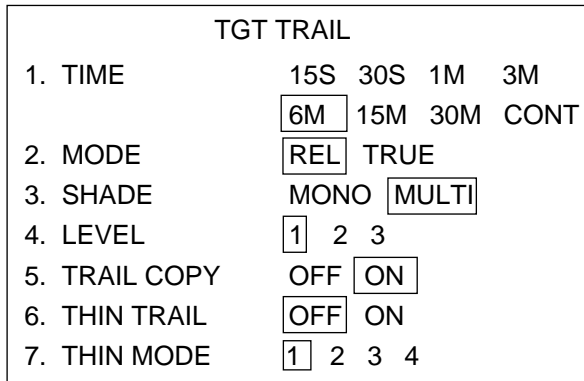 TGT TRAIL
1. TIME 15S 30S 1M 3M
6M 15M 30M CONT
2. MODE REL TRUE
3. SHADE MONO MULTI
4. LEVEL 1 2 3
5. TRAIL COPY OFF ON
6. THIN TRAIL OFF ON
7. THIN MODE 1 2 3 4